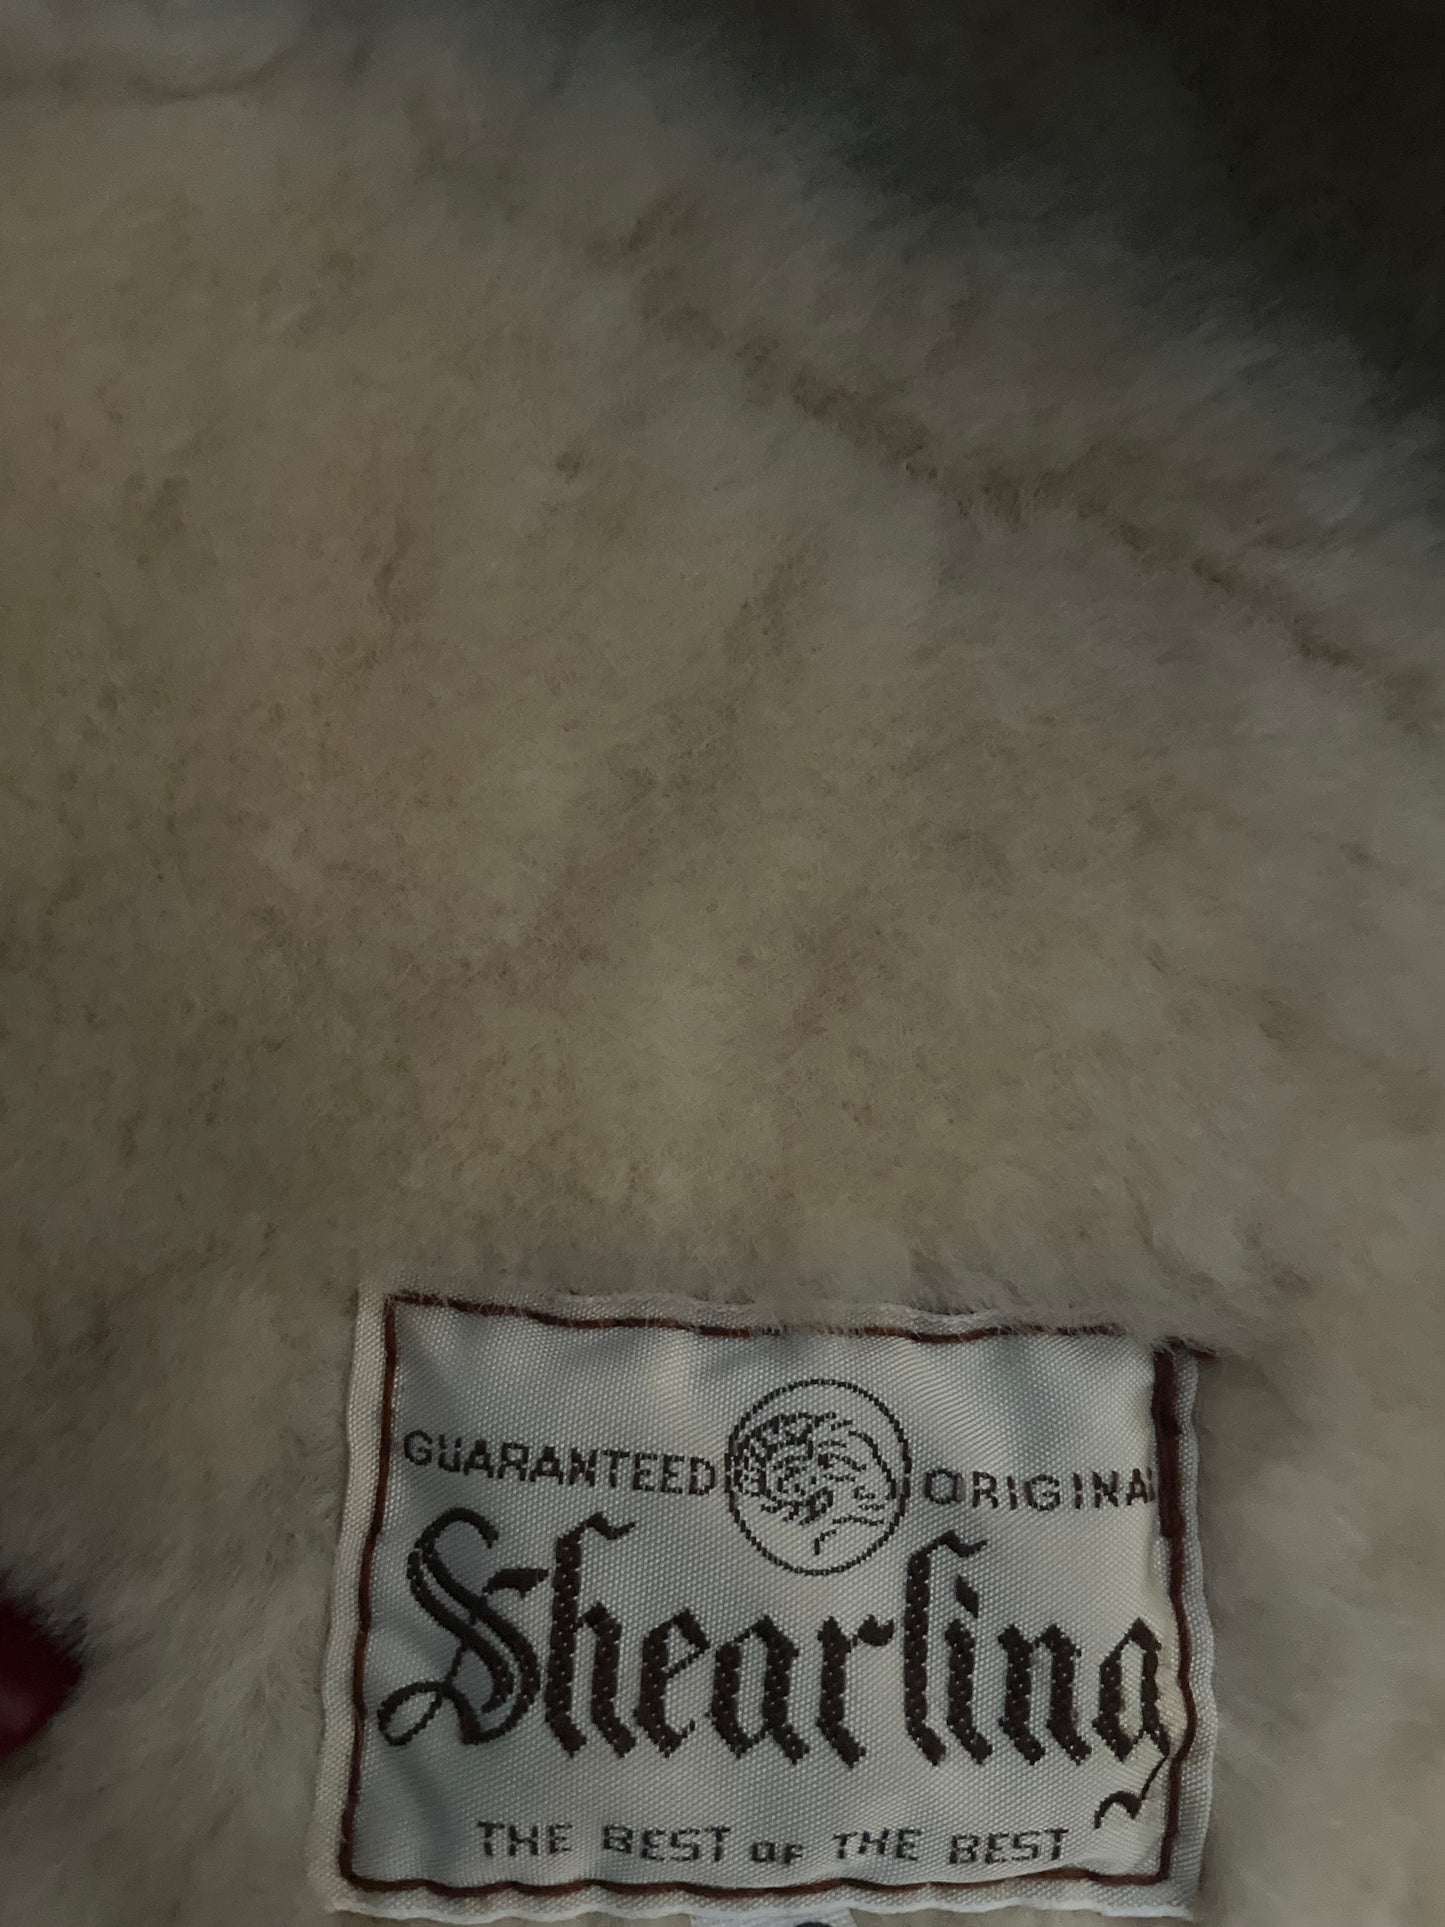 GUARANTEED ORIGINAL
Shearling
THE BEST OF THE BEST